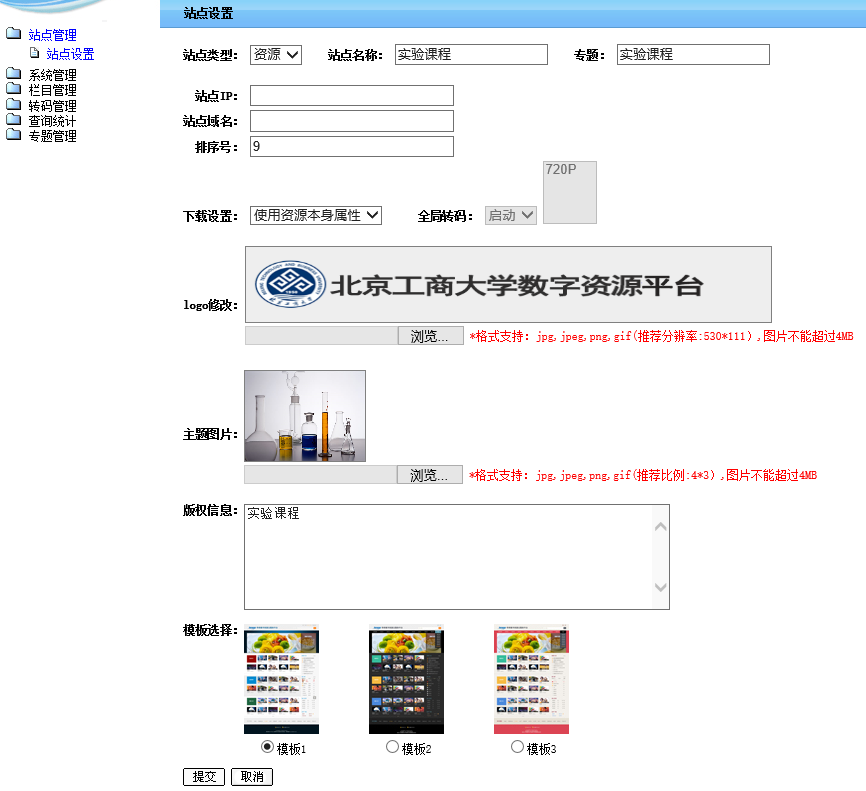 站点设置
站点管理
站点设置
系统管理
栏目管理
转码管理
查询统计
专题管理
站点类型： 资源 站点名称： 实验课程 专题： 实验课程
站点IP：
站点域名：
排序号： 9
720P
下载设置： 使用资源本身属性 全局转码： 启动
北京工商大学数字资源平台
logo修改：
浏览... *格式支持: jpg,jpeg,png,gif(推荐分辨率:530*111）,图片不能超过4MB
主题图片：
浏览... *格式支持: jpg,jpeg,png,gif(推荐比例:4*3）,图片不能超过4MB
版权信息： 实验课程
模板选择：
模板1 模板2 模板3
提交 取消